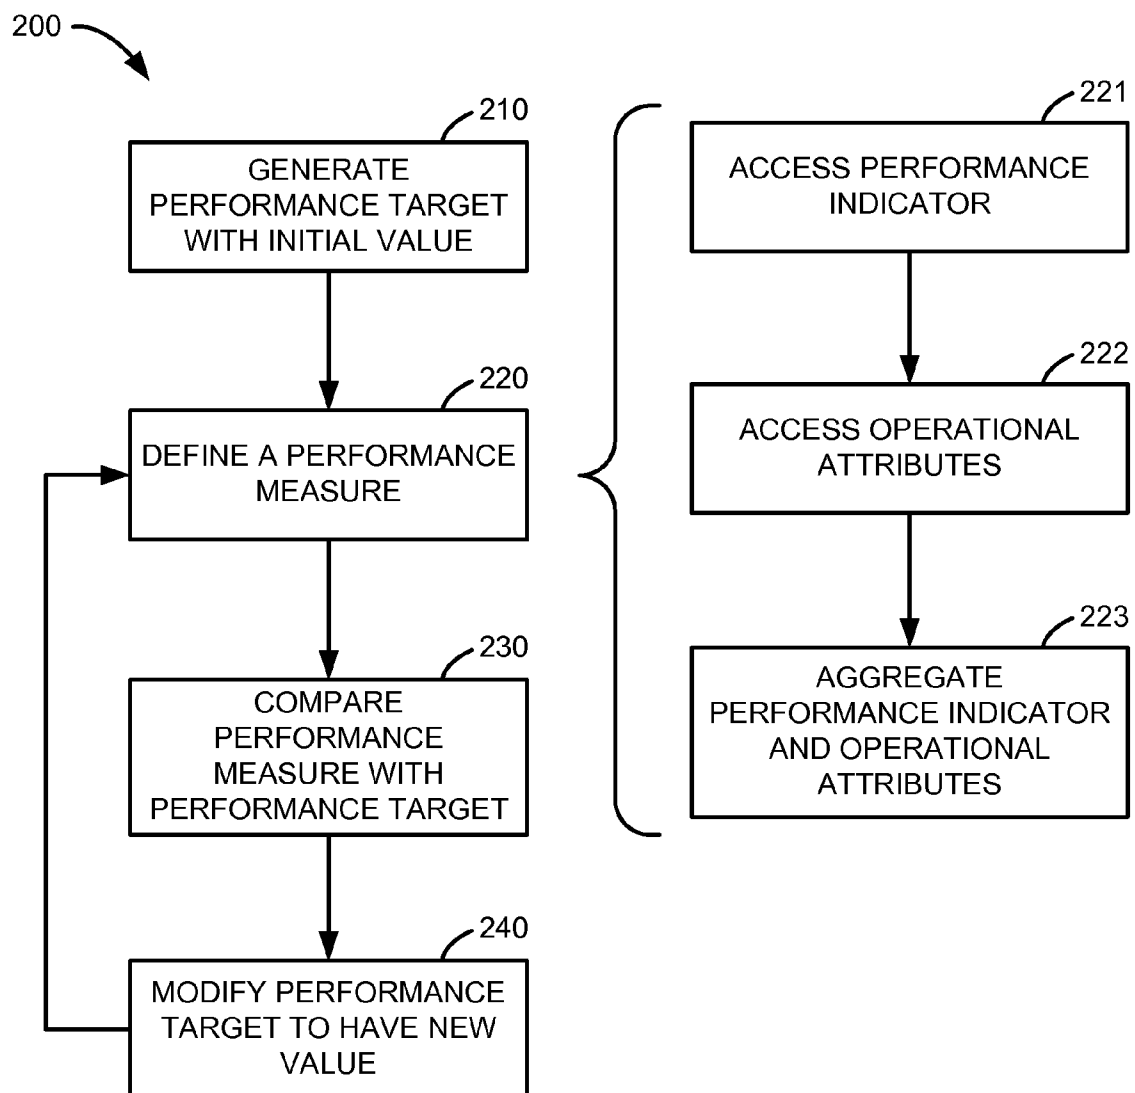 200
210
GENERATE
PERFORMANCE TARGET
WITH INITIAL VALUE
220
DEFINE A PERFORMANCE
MEASURE
230
COMPARE
PERFORMANCE
MEASURE WITH
PERFORMANCE TARGET
240
MODIFY PERFORMANCE
TARGET TO HAVE NEW
VALUE
221
ACCESS PERFORMANCE
INDICATOR
222
ACCESS OPERATIONAL
ATTRIBUTES
223
AGGREGATE
PERFORMANCE INDICATOR
AND OPERATIONAL
ATTRIBUTES